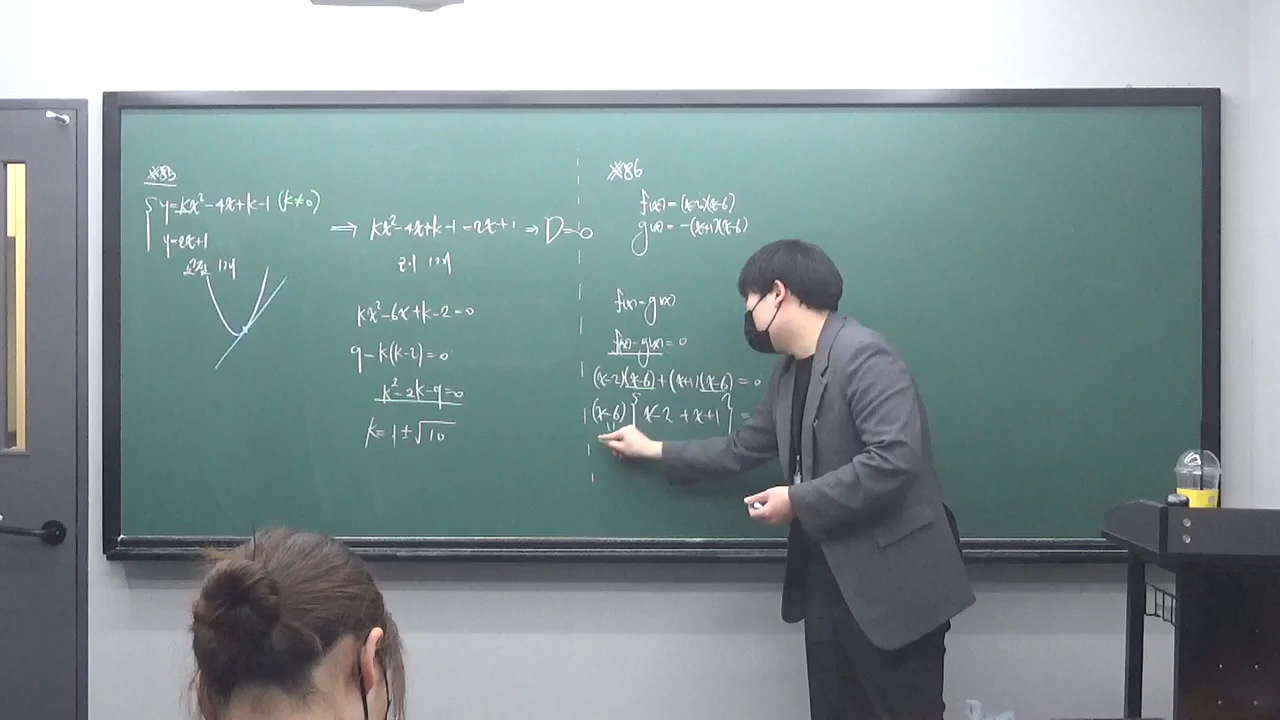 ※85
y=kx²-4x+k-1 (k≠0)
y=2x+1
⇒ kx²-4x+k-1=2x+1 ⇒ D=0
kx²-6x+k-2=0
9-k(k-2)=0
k²-2k-9=0
k=1±√10
※86
f(x)=(x-2)(x-6)
g(x)=-(x+1)(x-6)
f(x)-g(x)
f(x)-g(x)=0
(x-2)(x-6)+(x+1)(x-6)=0
(x-6){x-2+x+1}=